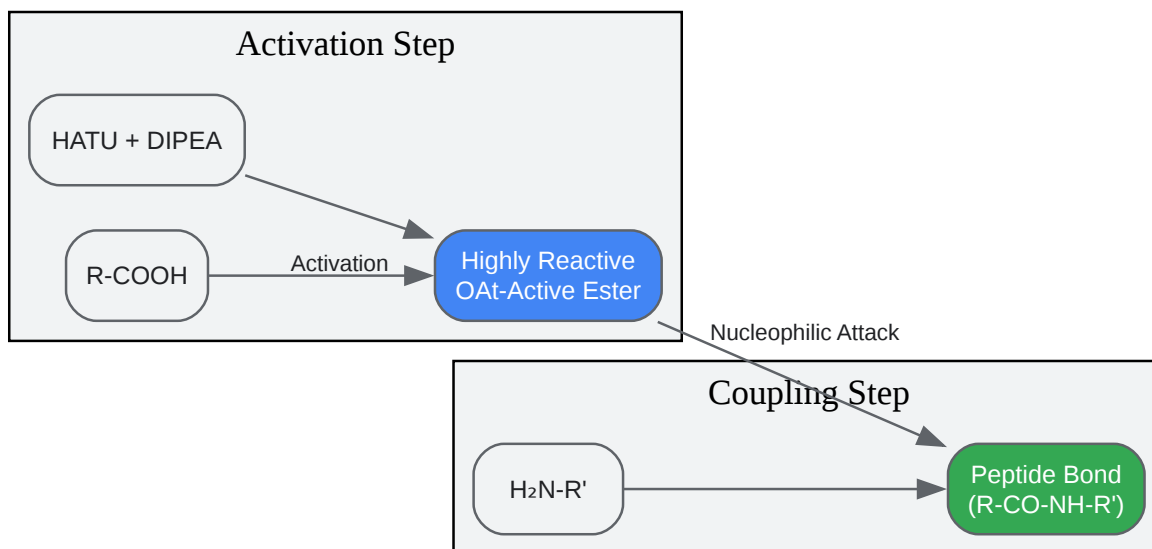 Activation Step
HATU + DIPEA
R-COOH
Activation
Highly Reactive
OAt-Active Ester
Nucleophilic Attack
Coupling Step
H₂N-R'
Peptide Bond
(R-CO-NH-R')